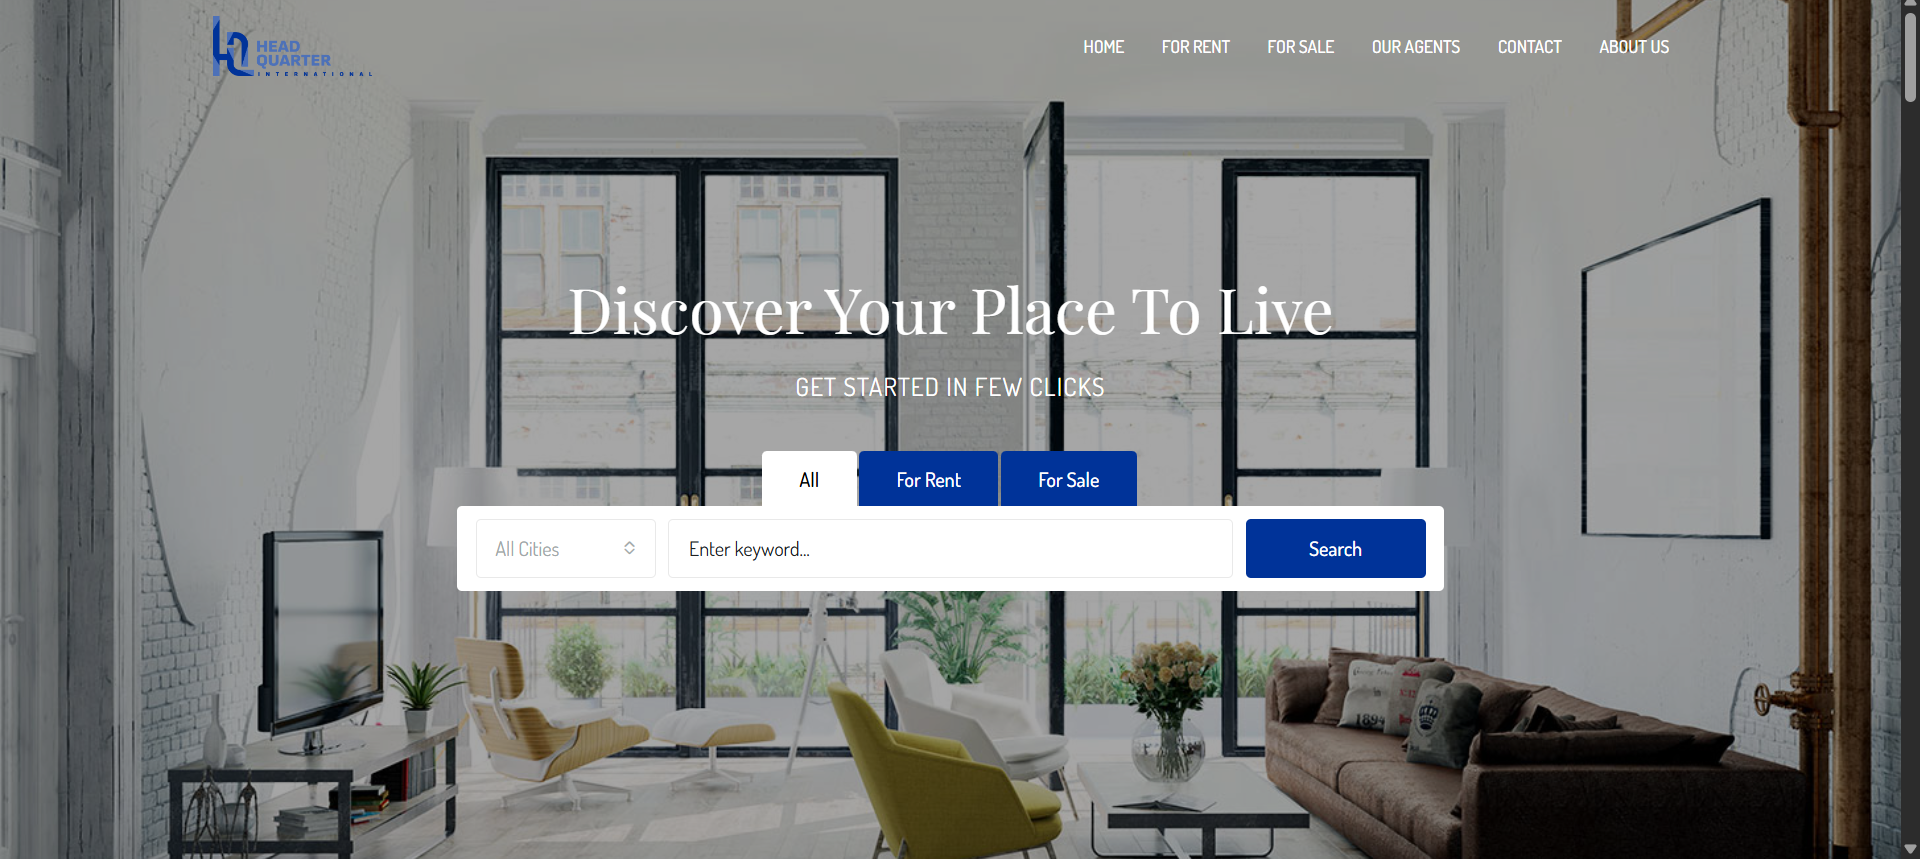 HEAD
QUARTER
INTERNATIONAL
HOME FOR RENT FOR SALE OUR AGENTS CONTACT ABOUT US
Discover Your Place To Live
GET STARTED IN FEW CLICKS
All For Rent For Sale
All Cities Enter keyword... Search
1894